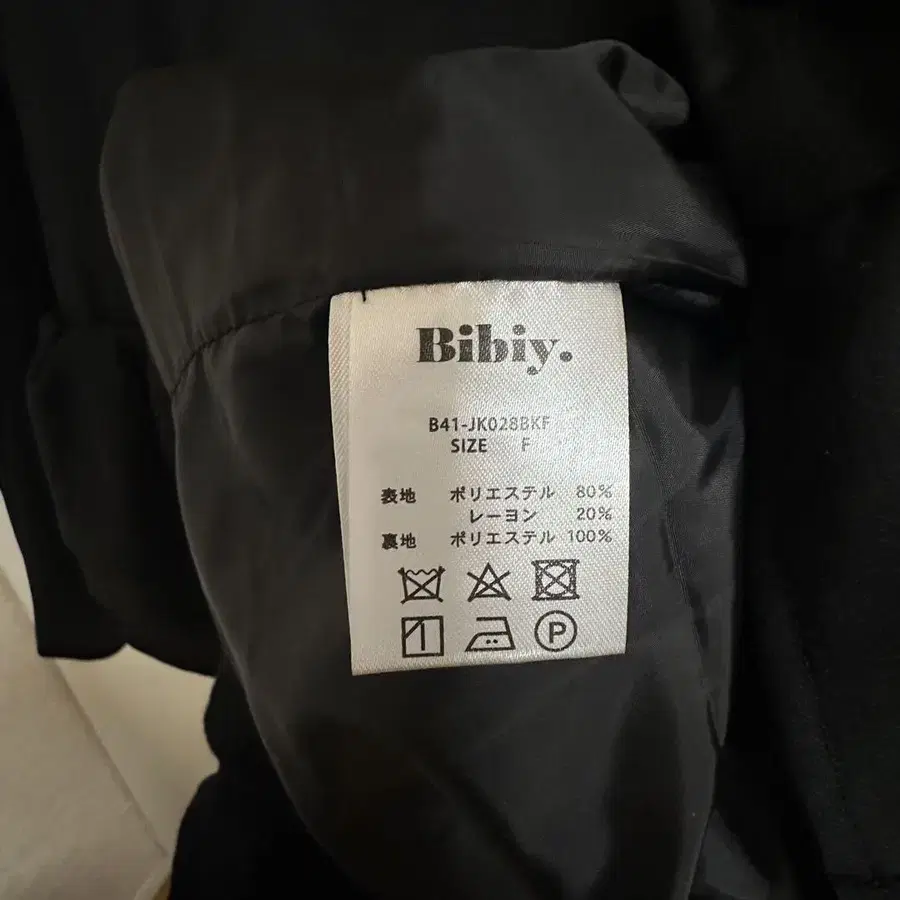 Bibiy.
B41-JK028BKF
SIZE F
表地 ポリエステル 80%
レーヨン 20%
裏地 ポリエステル 100%
P